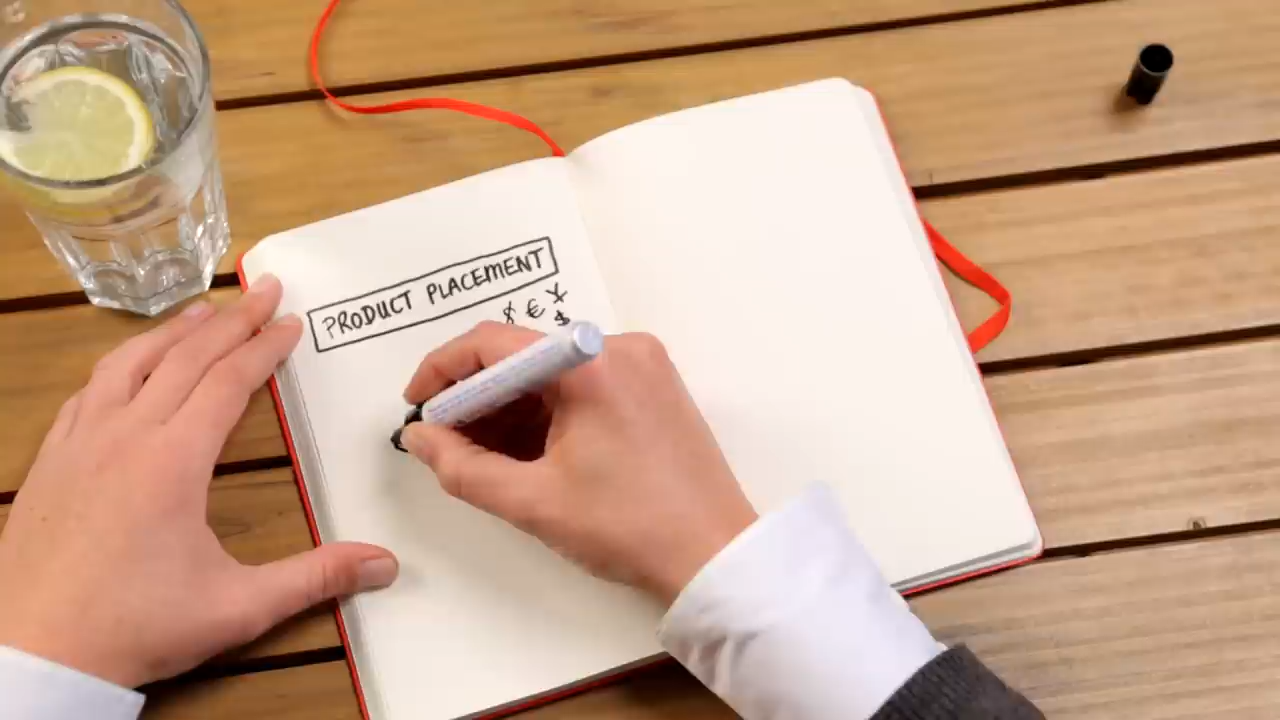 PRODUCT PLACEMENT
$ € ¥
$